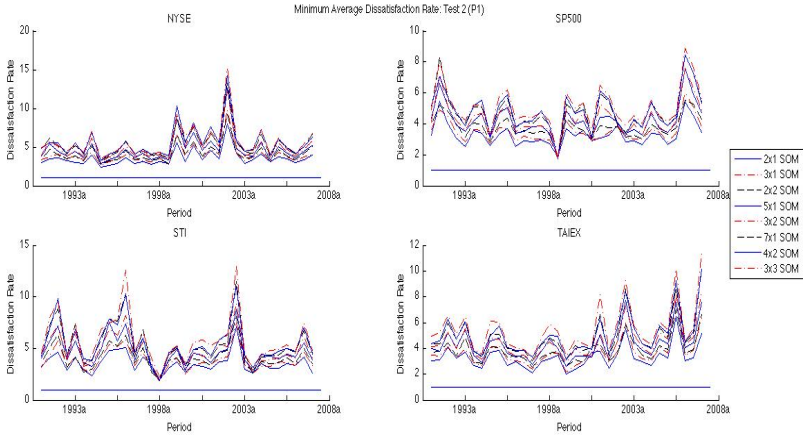 Minimum Average Dissatisfaction Rate: Test 2 (P1)
NYSE
20
15
10
5
0
Dissatisfaction Rate
1993a 1998a 2003a 2008a
Period
SP500
10
8
6
4
2
0
Dissatisfaction Rate
1993a 1998a 2003a 2008a
Period
STI
15
10
5
0
Dissatisfaction Rate
1993a 1998a 2003a 2008a
Period
TAIEX
12
10
8
6
4
2
0
Dissatisfaction Rate
1993a 1998a 2003a 2008a
Period
2x1 SOM
3x1 SOM
2x2 SOM
5x1 SOM
3x2 SOM
7x1 SOM
4x2 SOM
3x3 SOM